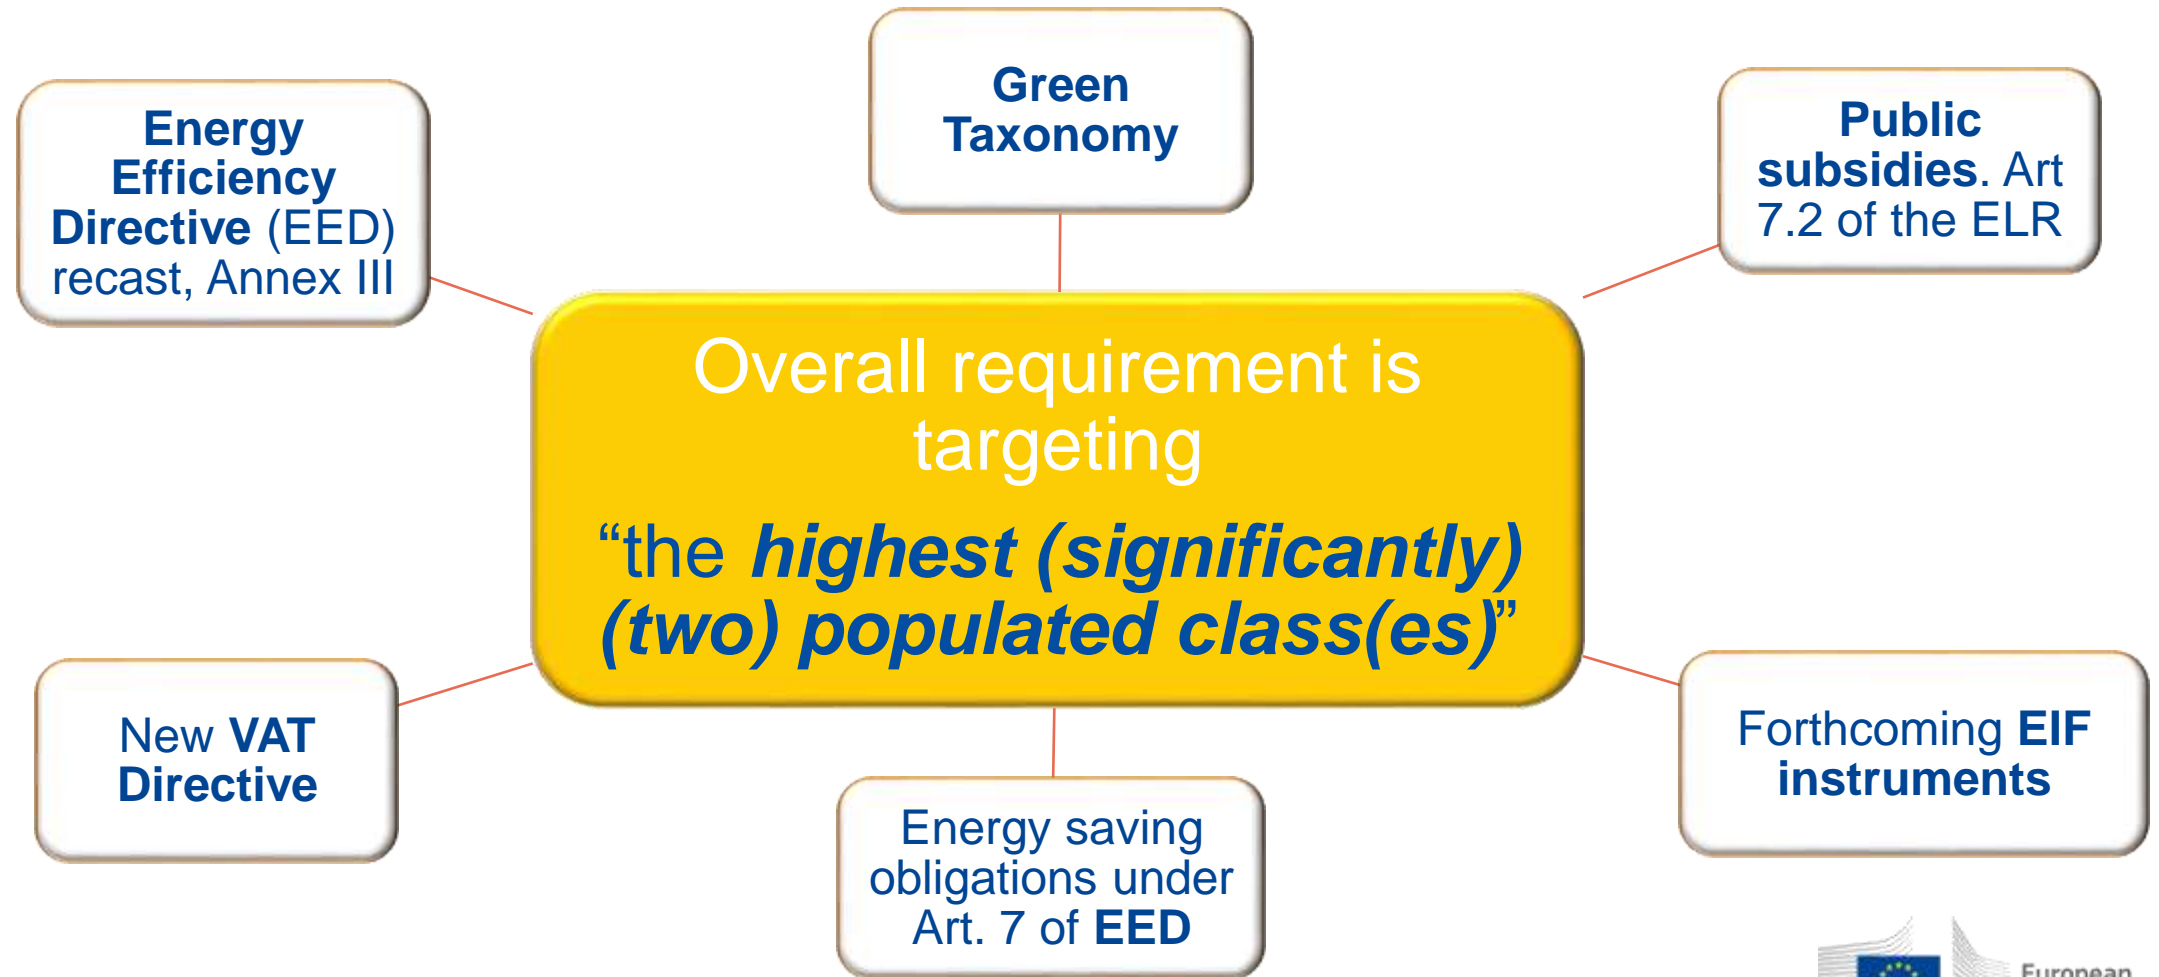 Green
Taxonomy
Energy
Efficiency
Directive (EED)
recast, Annex III
Public
subsidies. Art
7.2 of the ELR
Overall requirement is
targeting
“the highest (significantly)
(two) populated class(es)”
New VAT
Directive
Forthcoming EIF
instruments
Energy saving
obligations under
Art. 7 of EED
European